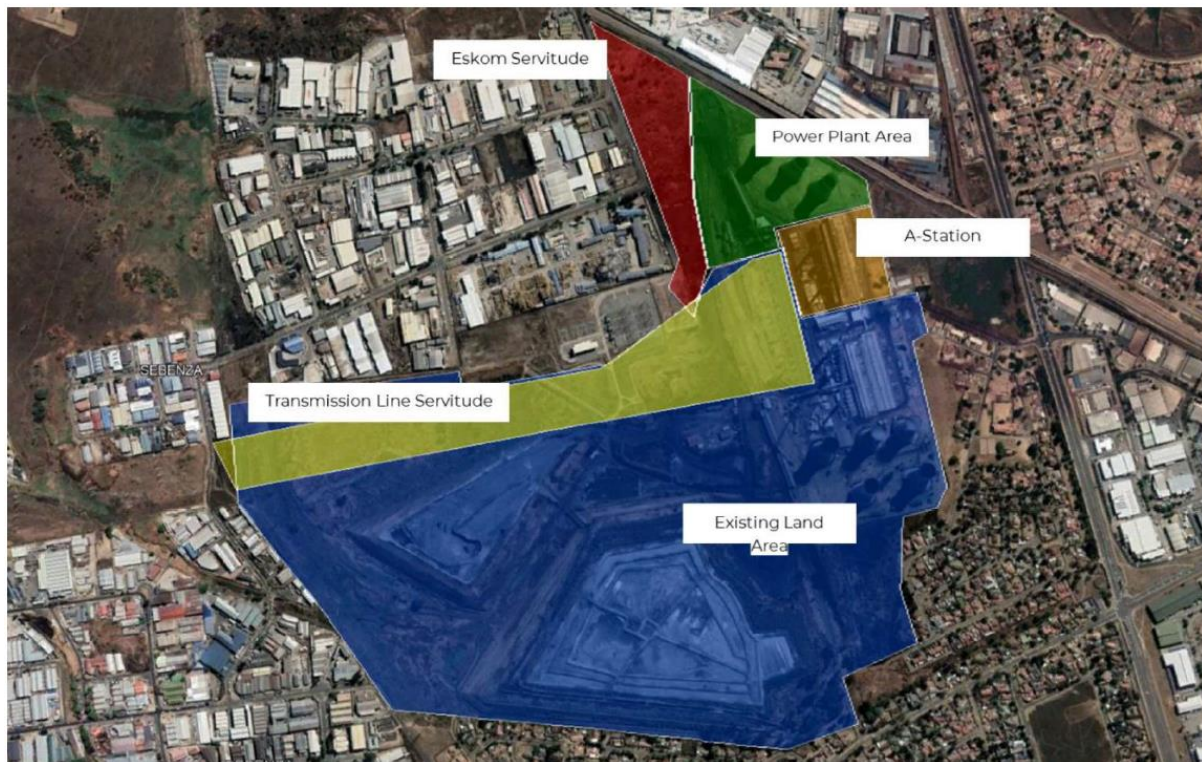 Eskom Servitude
Power Plant Area
A-Station
SEBENZA
Transmission Line Servitude
Existing Land
Area